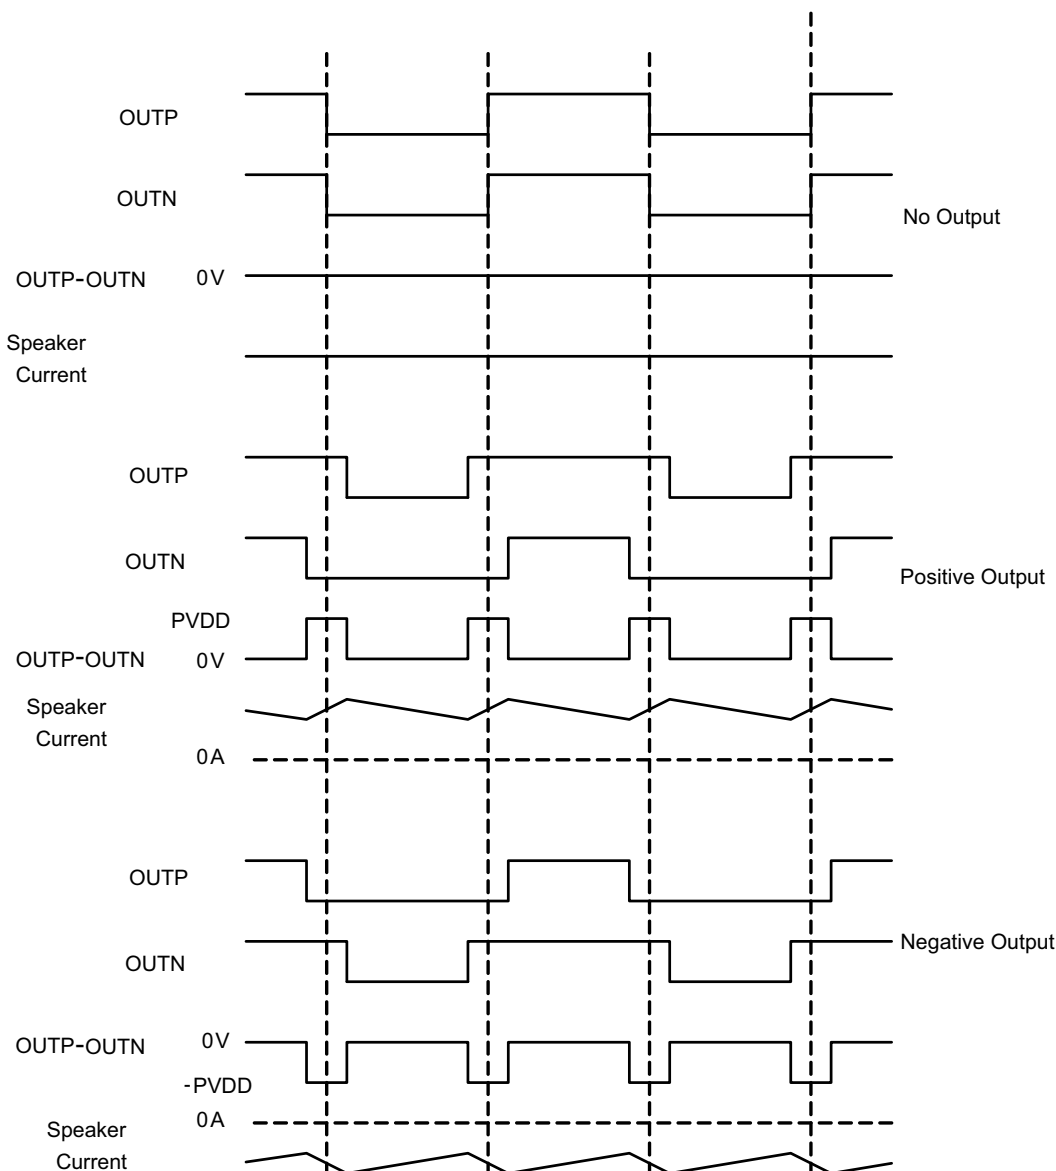 OUTP
OUTN
No Output
OUTP-OUTN 0V
Speaker
Current
OUTP
OUTN
Positive Output
PVDD
OUTP-OUTN 0V
Speaker
Current
0A
OUTP
Negative Output
OUTN
OUTP-OUTN 0V
-PVDD
0A
Speaker
Current